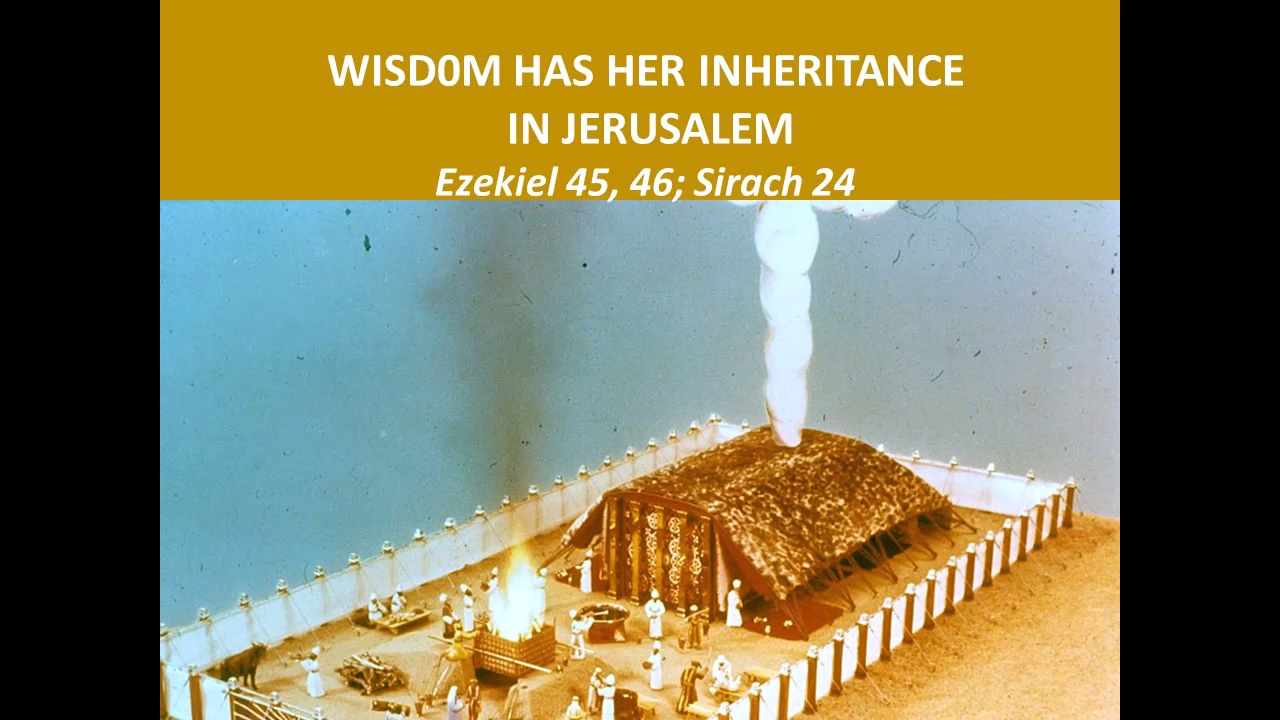 WISD0M HAS HER INHERITANCE
IN JERUSALEM
Ezekiel 45, 46; Sirach 24